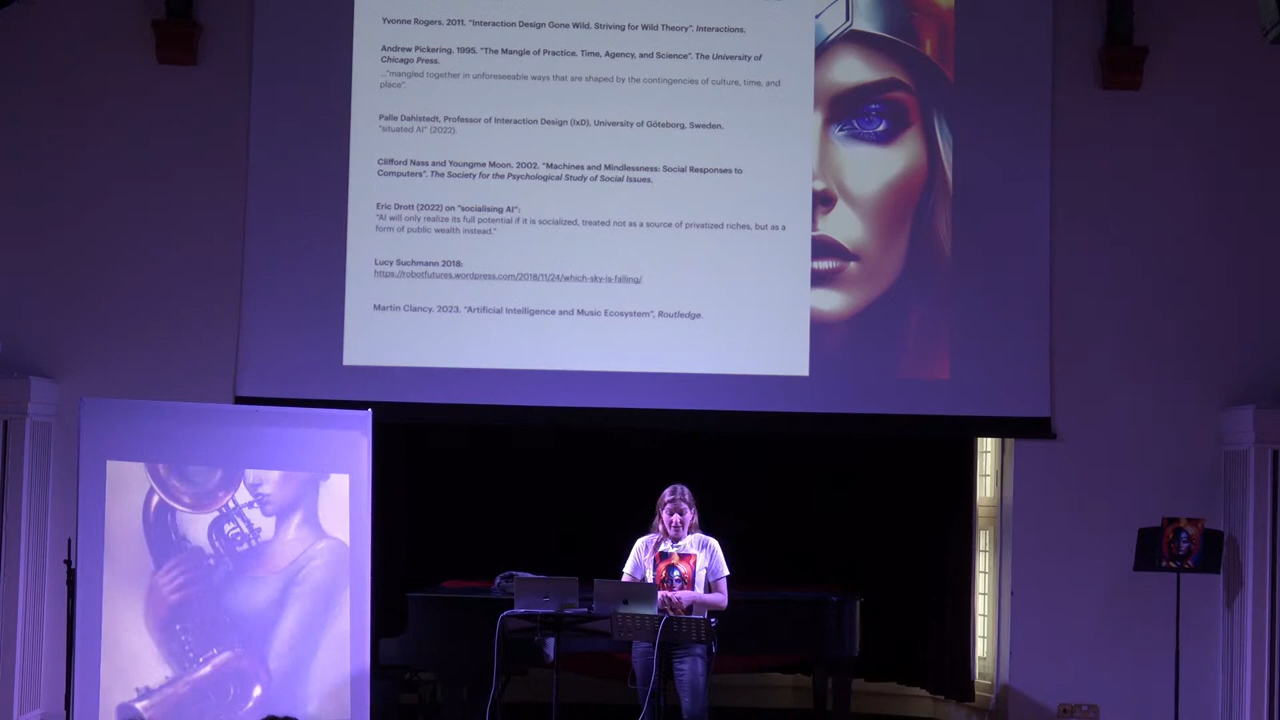 Yvonne Rogers. 2011. "Interaction Design Gone Wild. Striving for Wild Theory". Interactions.
Andrew Pickering. 1995. "The Mangle of Practice. Time, Agency, and Science". The University of
Chicago Press.
..."mangled together in unforeseeable ways that are shaped by the contingencies of culture, time, and
place".
Palle Dahlstedt, Professor of Interaction Design (IxD), University of Göteborg, Sweden.
"situated AI" (2022).
Clifford Nass and Youngme Moon. 2002. "Machines and Mindlessness: Social Responses to
Computers". The Society for the Psychological Study of Social Issues.
Eric Drott (2022) on "socialising AI":
"AI will only realize its full potential if it is socialized, treated not as a source of privatized riches, but as a
form of public wealth instead."
Lucy Suchmann 2018:
https://robotfutures.wordpress.com/2018/11/24/which-sky-is-falling/
Martin Clancy. 2023. "Artificial Intelligence and Music Ecosystem", Routledge.